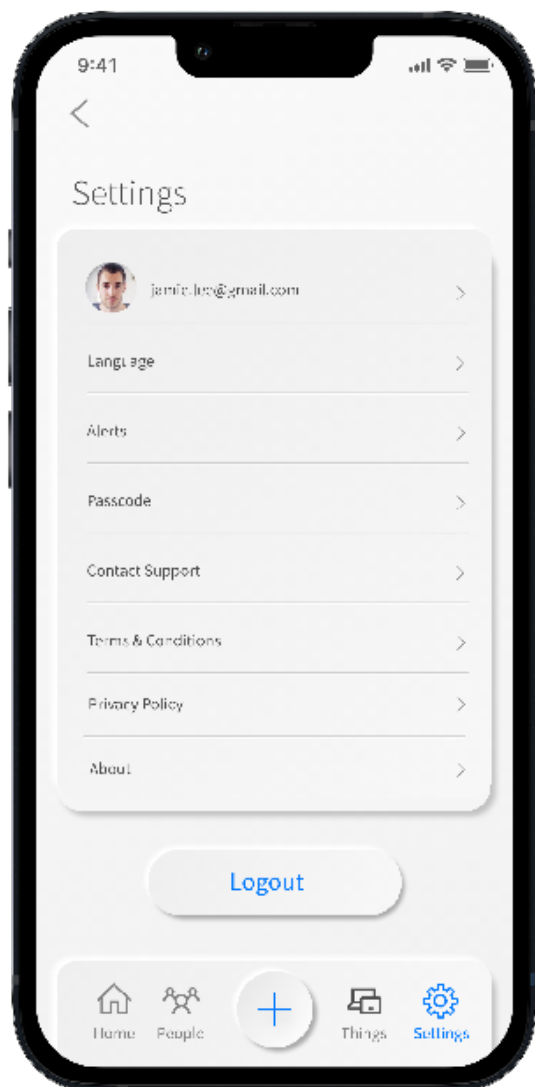 9:41
Settings
jamie.lee@gmail.com
Language
Alerts
Passcode
Contact Support
Terms & Conditions
Privacy Policy
About
Logout
Home People Things Settings